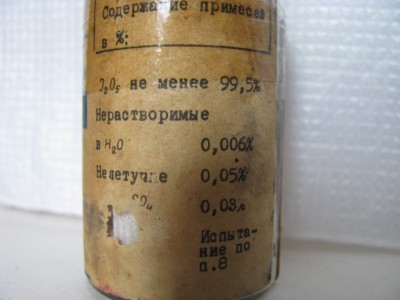 Содержание примесей
в %:
не менее 99,5%
Нерастворимые
в H₂O 0,006%
Нелетучие 0,05%
0,03%
Испыта-
ние по
п.8